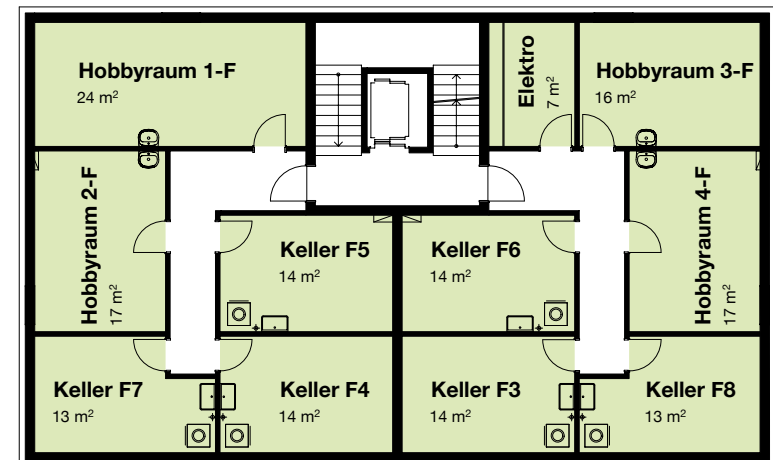 Hobbyraum 1-F
24 m²
Elektro
7 m²
Hobbyraum 3-F
16 m²
Hobbyraum 2-F
17 m²
Keller F5
14 m²
Keller F6
14 m²
Hobbyraum 4-F
17 m²
Keller F7
13 m²
Keller F4
14 m²
Keller F3
14 m²
Keller F8
13 m²